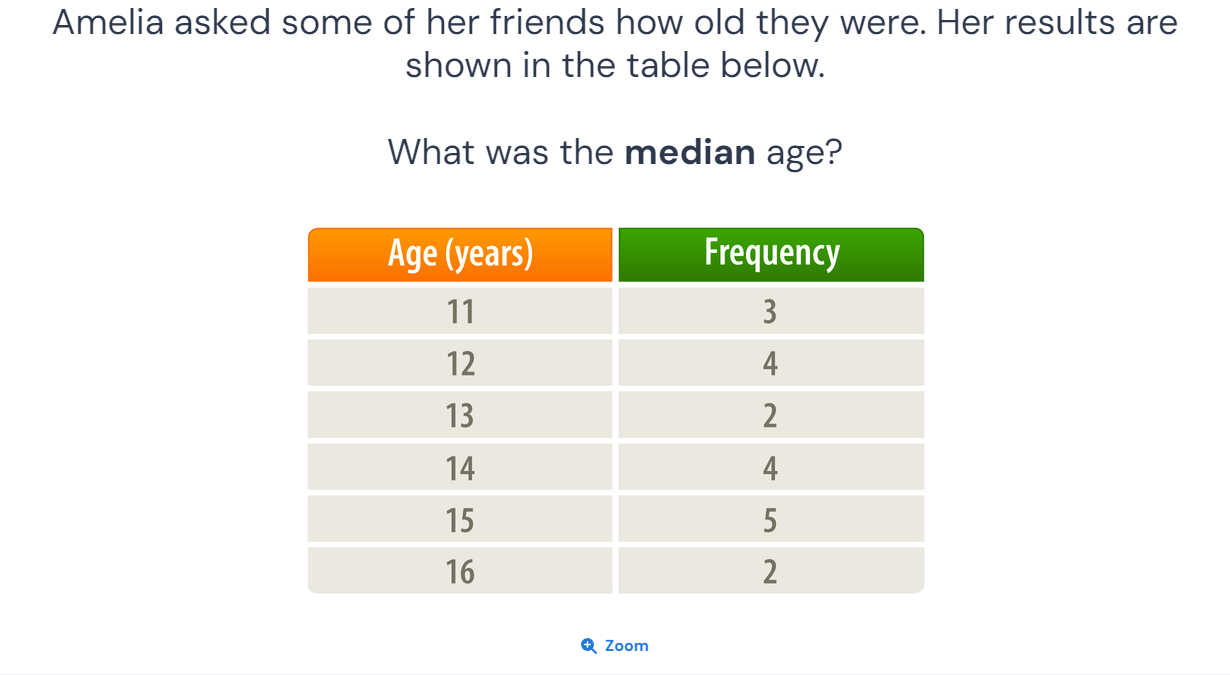 Amelia asked some of her friends how old they were. Her results are
shown in the table below.
What was the median age?
Age (years) Frequency
11 3
12 4
13 2
14 4
15 5
16 2
Zoom